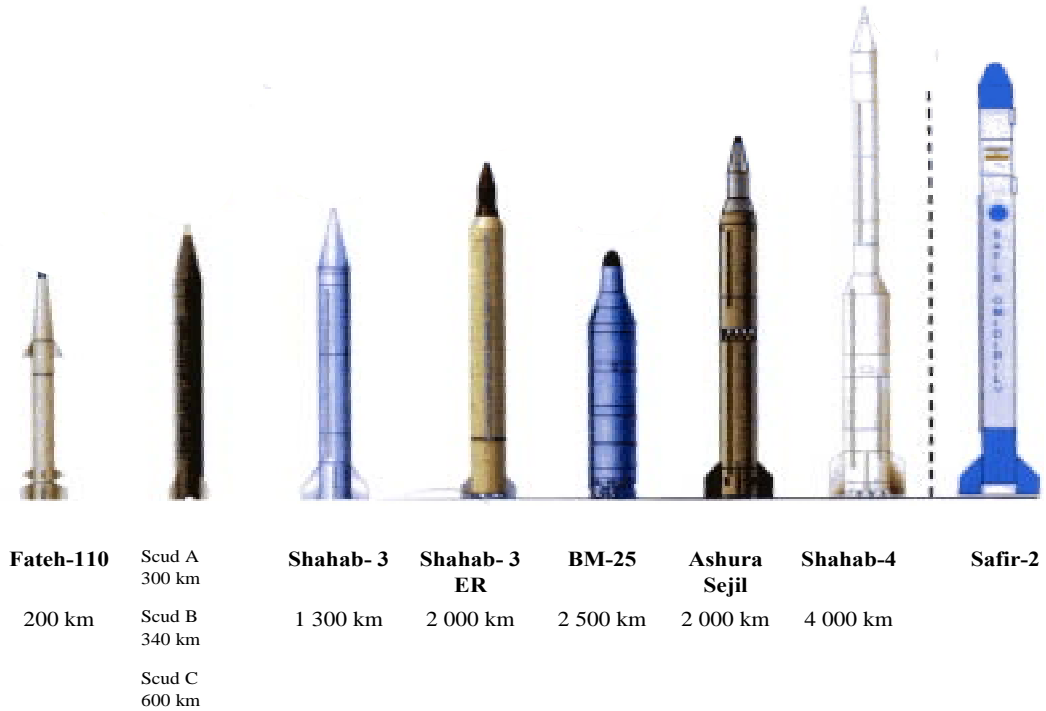 Fateh-110
200 km
Scud A
300 km
Scud B
340 km
Scud C
600 km
Shahab- 3
1 300 km
Shahab- 3
ER
2 000 km
BM-25
2 500 km
Ashura
Sejil
2 000 km
Shahab-4
4 000 km
Safir-2